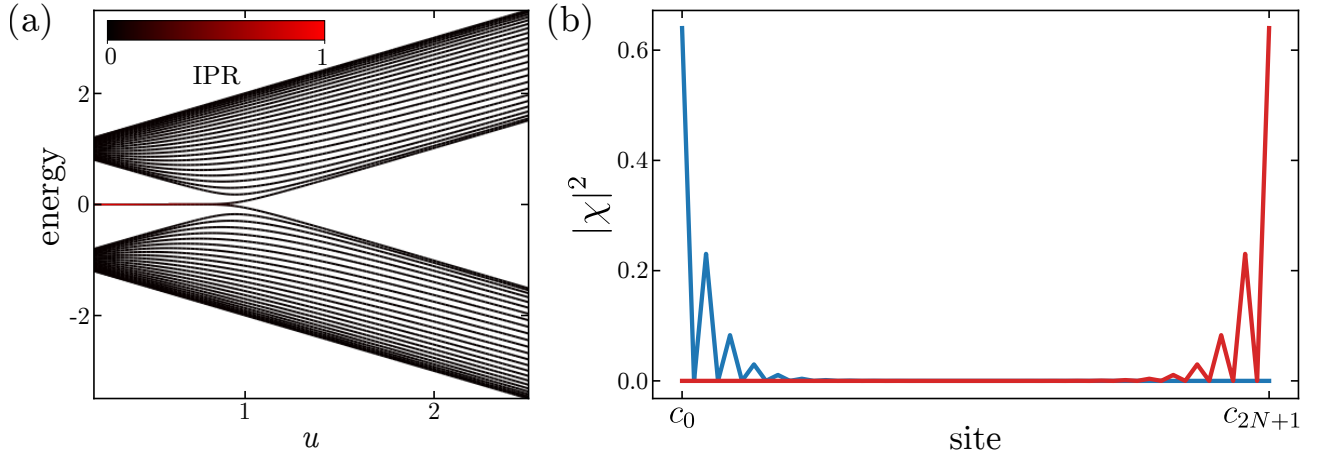 (a)
0 1
IPR
2
0
-2
energy
1 2
u
(b)
0.6
0.4
0.2
0.0
|χ|²
c₀ c₂N₊₁
site